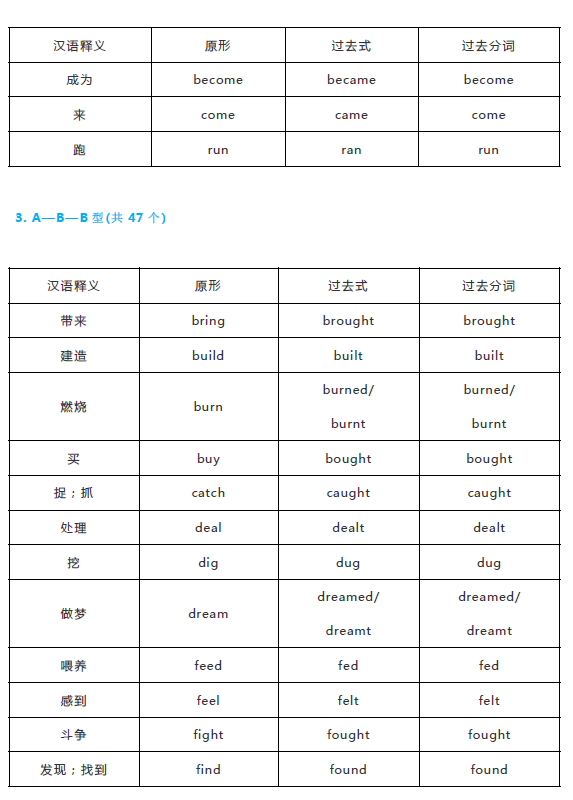 汉语释义 原形 过去式 过去分词
成为 become became become
来 come came come
跑 run ran run
3. A—B—B 型(共 47 个)
汉语释义 原形 过去式 过去分词
带来 bring brought brought
建造 build built built
燃烧 burn burned/ burned/
burnt burnt
买 buy bought bought
捉；抓 catch caught caught
处理 deal dealt dealt
挖 dig dug dug
做梦 dream dreamed/ dreamed/
dreamt dreamt
喂养 feed fed fed
感到 feel felt felt
斗争 fight fought fought
发现；找到 find found found